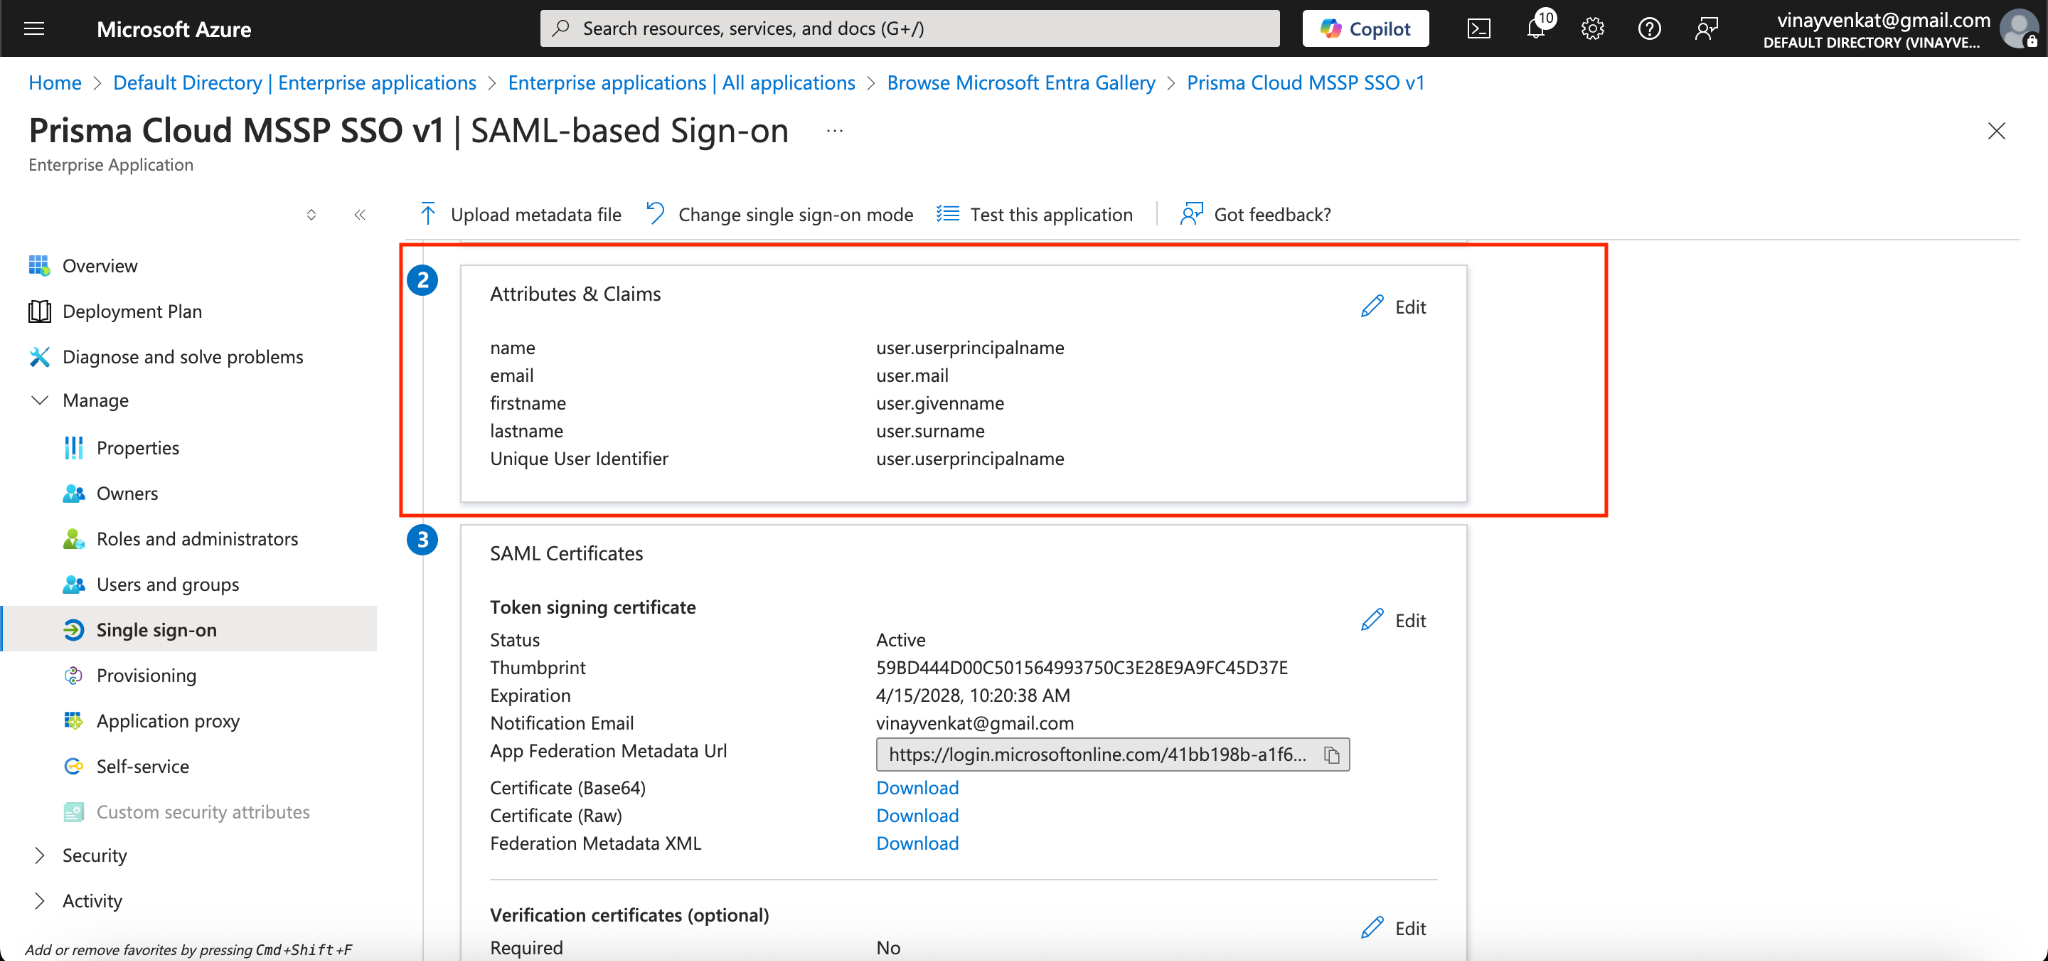 Microsoft Azure
Search resources, services, and docs (G+/)
Copilot
10
vinayvenkat@gmail.com
DEFAULT DIRECTORY (VINAYVE...
Home > Default Directory | Enterprise applications > Enterprise applications | All applications > Browse Microsoft Entra Gallery > Prisma Cloud MSSP SSO v1
Prisma Cloud MSSP SSO v1 | SAML-based Sign-on ...
Enterprise Application
Upload metadata file
Change single sign-on mode
Test this application
Got feedback?
Overview
Deployment Plan
Diagnose and solve problems
Manage
Properties
Owners
Roles and administrators
Users and groups
Single sign-on
Provisioning
Application proxy
Self-service
Custom security attributes
Security
Activity
Add or remove favorites by pressing Cmd+Shift+F
2
Attributes & Claims
Edit
name user.userprincipalname
email user.mail
firstname user.givenname
lastname user.surname
Unique User Identifier user.userprincipalname
3
SAML Certificates
Token signing certificate
Edit
Status Active
Thumbprint 59BD444D00C501564993750C3E28E9A9FC45D37E
Expiration 4/15/2028, 10:20:38 AM
Notification Email vinayvenkat@gmail.com
App Federation Metadata Url https://login.microsoftonline.com/41bb198b-a1f6...
Certificate (Base64) Download
Certificate (Raw) Download
Federation Metadata XML Download
Verification certificates (optional)
Edit
Required No